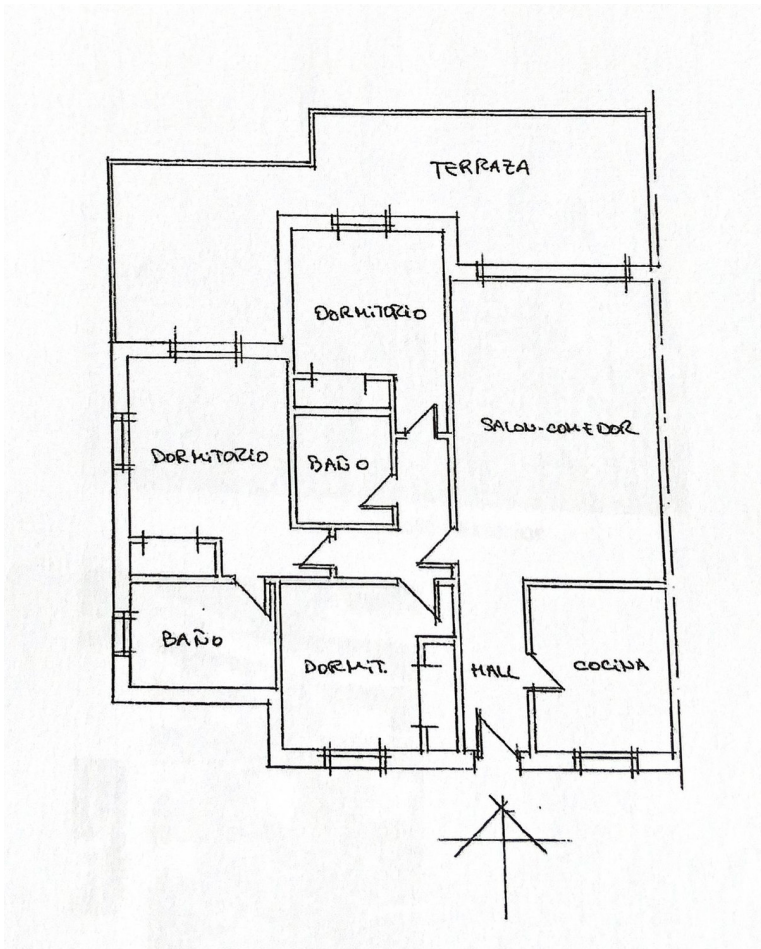 TERRAZA
DORMITORIO
SALON-COMEDOR
DORMITORIO
BAÑO
BAÑO
DORMIT.
HALL
COCINA